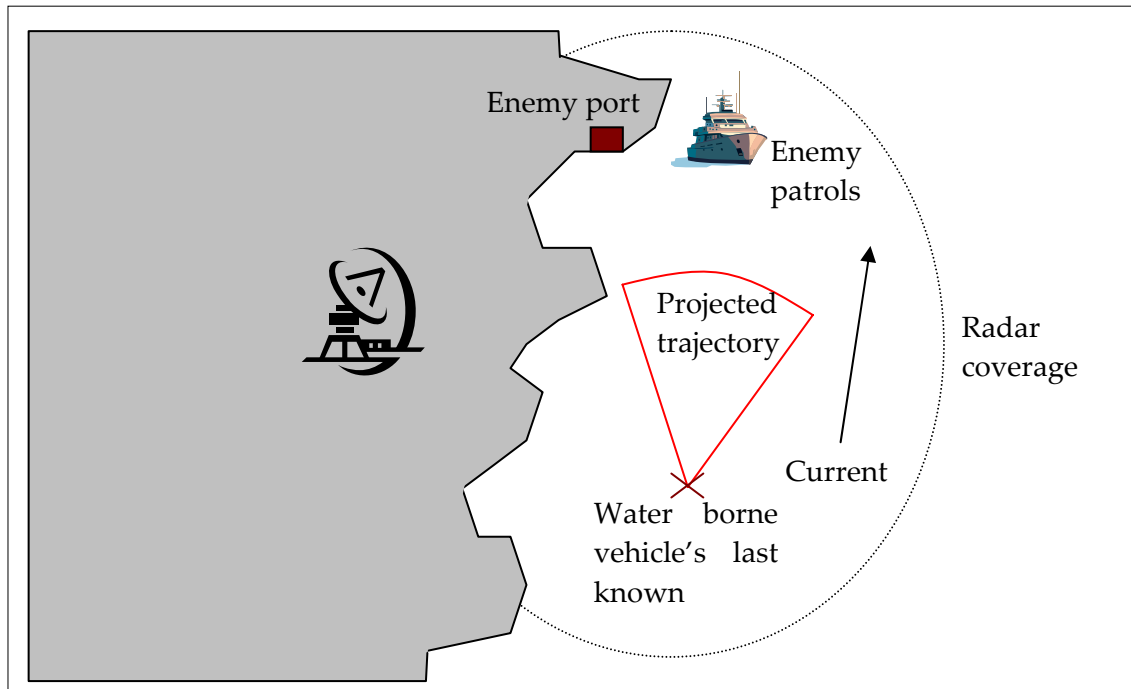 Enemy port
Enemy
patrols
Projected
trajectory
Radar
coverage
Current
Water borne
vehicle’s last
known